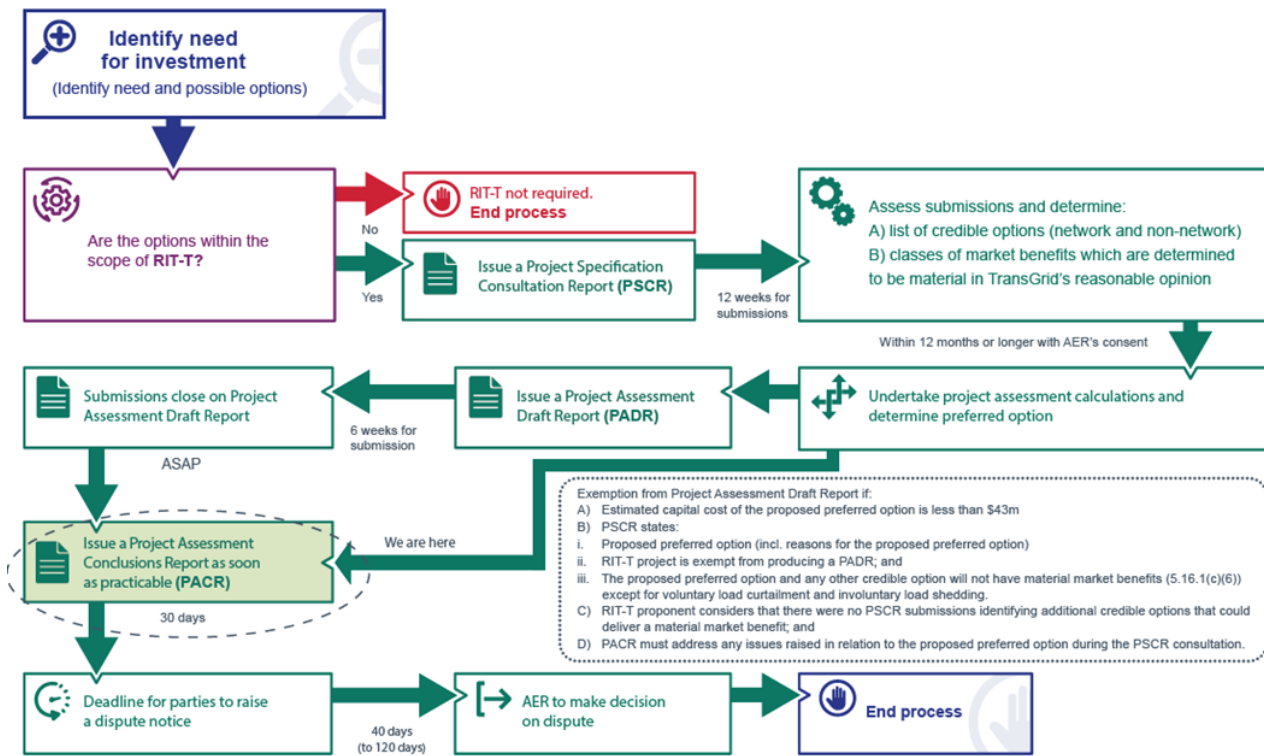 Identify need
for investment
(Identify need and possible options)
Are the options within the
scope of RIT-T?
No
RIT-T not required.
End process
Yes
Issue a Project Specification
Consultation Report (PSCR)
12 weeks for
submissions
Assess submissions and determine:
A) list of credible options (network and non-network)
B) classes of market benefits which are determined
to be material in TransGrid's reasonable opinion
Within 12 months or longer with AER's consent
Undertake project assessment calculations and
determine preferred option
Issue a Project Assessment
Draft Report (PADR)
6 weeks for
submission
Submissions close on Project
Assessment Draft Report
ASAP
Exemption from Project Assessment Draft Report if:
A) Estimated capital cost of the proposed preferred option is less than $43m
B) PSCR states:
i. Proposed preferred option (incl. reasons for the proposed preferred option)
ii. RIT-T project is exempt from producing a PADR; and
iii. The proposed preferred option and any other credible option will not have material market benefits (5.16.1(c)(6))
except for voluntary load curtailment and involuntary load shedding.
C) RIT-T proponent considers that there were no PSCR submissions identifying additional credible options that could
deliver a material market benefit; and
D) PACR must address any issues raised in relation to the proposed preferred option during the PSCR consultation.
We are here
Issue a Project Assessment
Conclusions Report as soon
as practicable (PACR)
30 days
Deadline for parties to raise
a dispute notice
40 days
(to 120 days)
AER to make decision
on dispute
End process